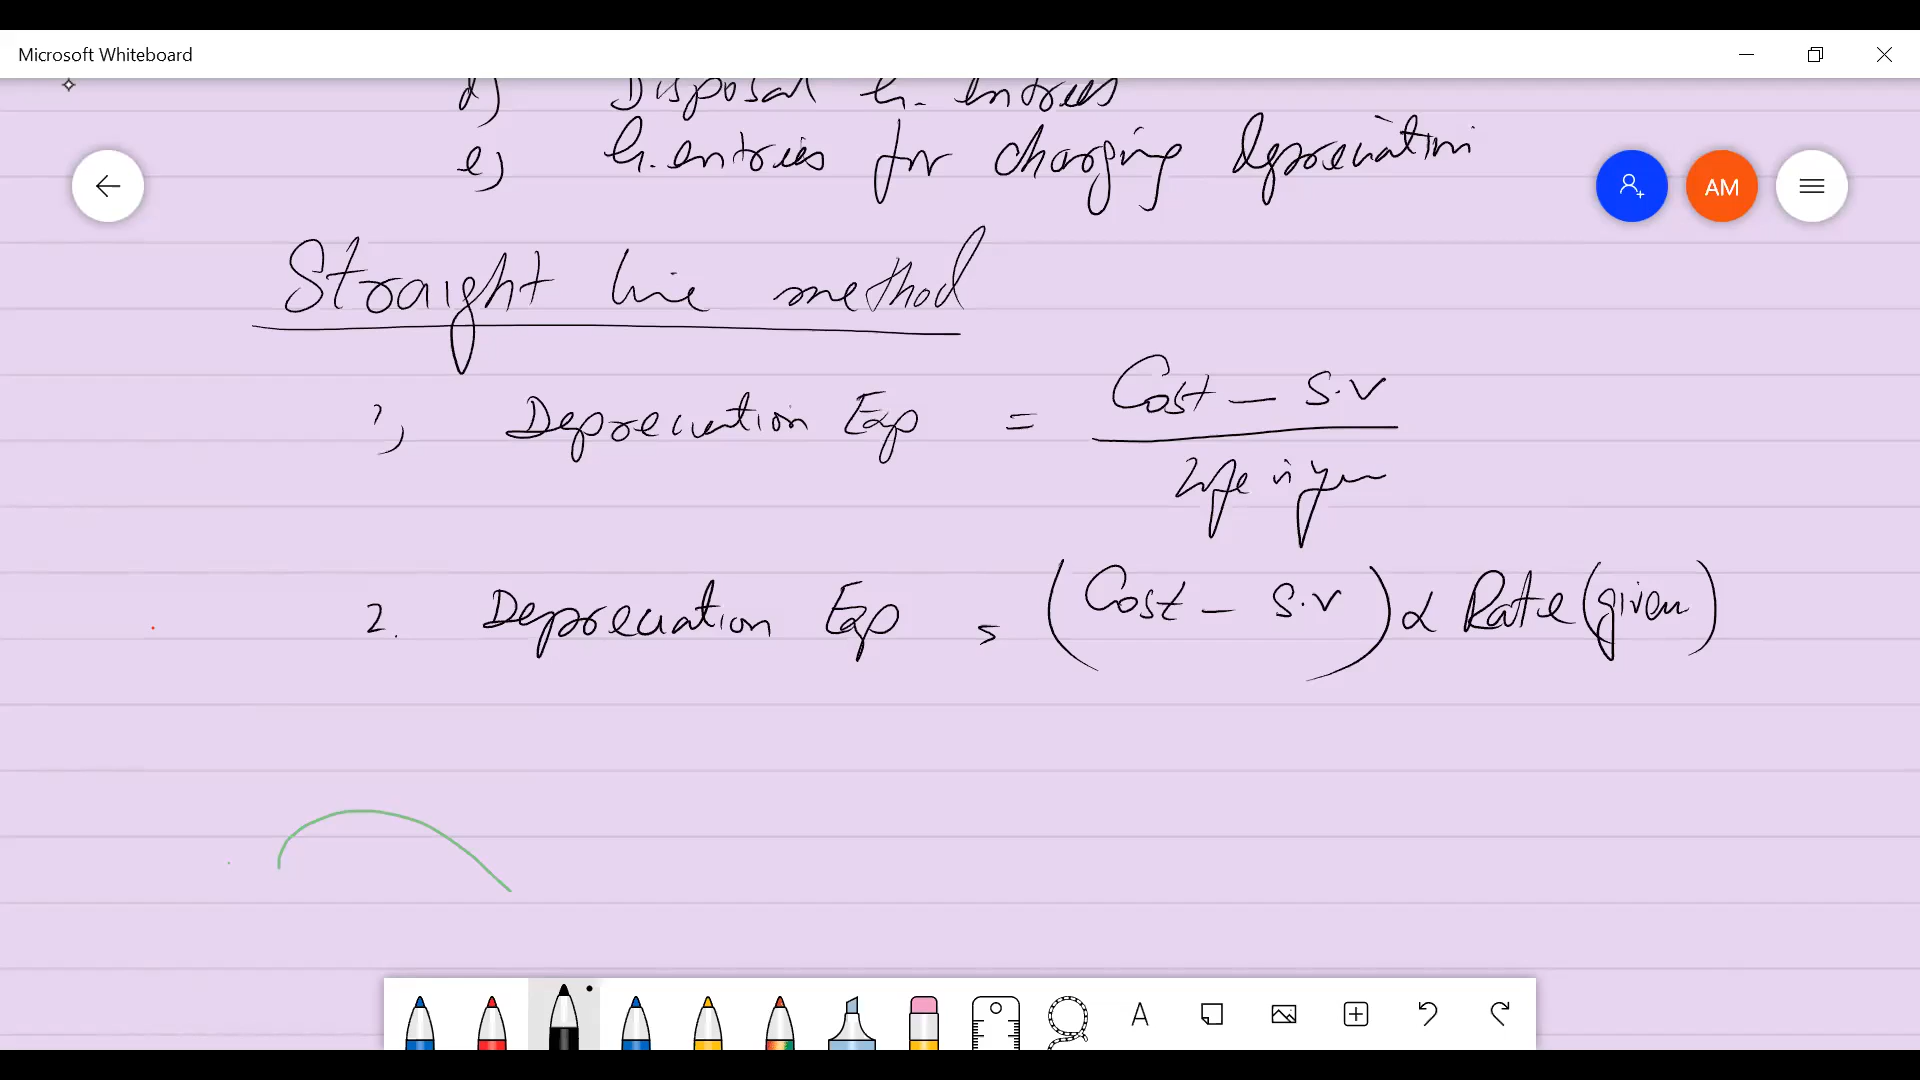 Microsoft Whiteboard
d) Disposal G. entries
e) G. entries for charging Depreciation
AM
Straight line method
1, Depreciation Exp = Cost – S.V
Life in year
2. Depreciation Exp = (Cost – S.V) x Rate (given)